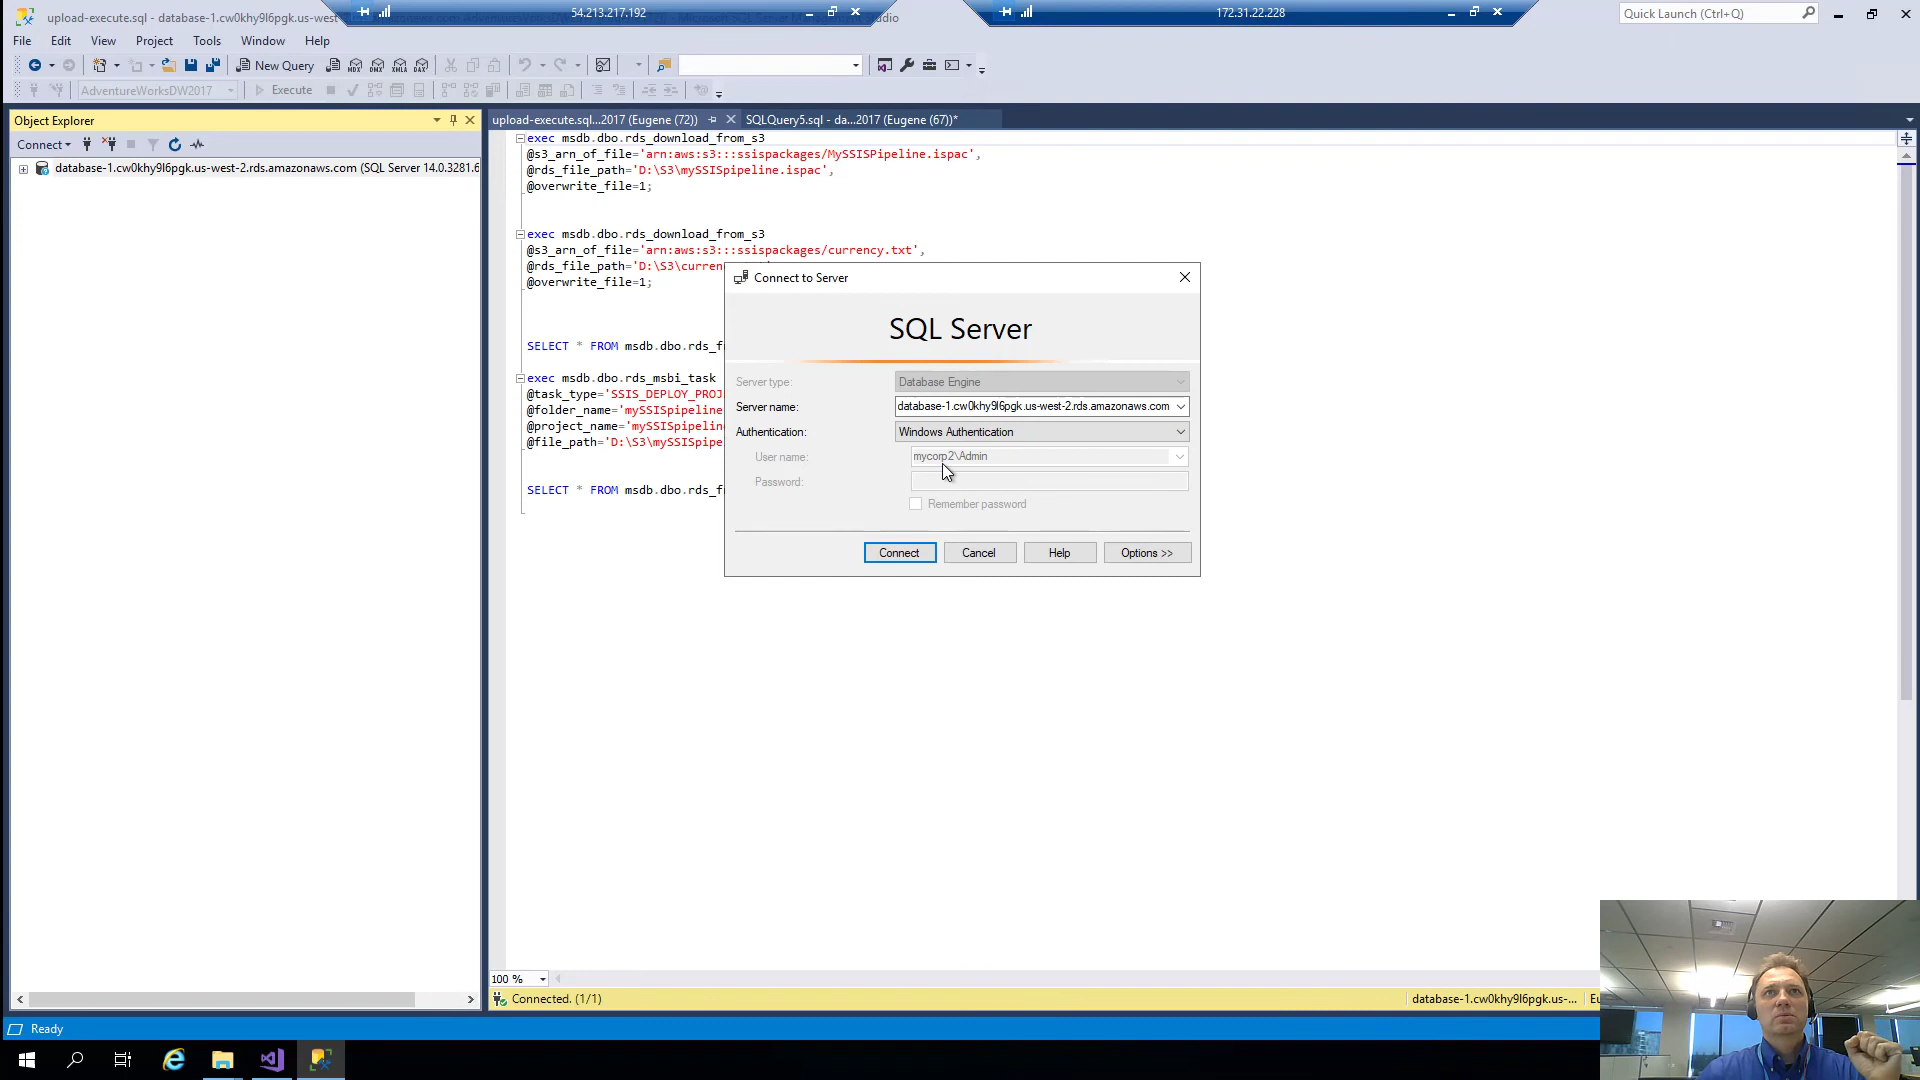 upload-execute.sql - database-1.cw0khy9l6pgk.us-west-2
54.213.217.192
172.31.22.228
Quick Launch (Ctrl+Q)
File Edit View Project Tools Window Help
New Query
AdventureWorksDW2017
Execute
Object Explorer
upload-execute.sql...2017 (Eugene (72))
SQLQuery5.sql - da...2017 (Eugene (67))*
Connect
database-1.cw0khy9l6pgk.us-west-2.rds.amazonaws.com (SQL Server 14.0.3281.6
exec msdb.dbo.rds_download_from_s3
@s3_arn_of_file='arn:aws:s3:::ssispackages/MySSISPipeline.ispac',
@rds_file_path='D:\S3\mySSISpipeline.ispac',
@overwrite_file=1;
exec msdb.dbo.rds_download_from_s3
@s3_arn_of_file='arn:aws:s3:::ssispackages/currency.txt',
@rds_file_path='D:\S3\curren
@overwrite_file=1;
SELECT * FROM msdb.dbo.rds_f
exec msdb.dbo.rds_msbi_task
@task_type='SSIS_DEPLOY_PROJ
@folder_name='mySSISpipeline
@project_name='mySSISpipelin
@file_path='D:\S3\mySSISpipe
SELECT * FROM msdb.dbo.rds_f
Connect to Server
SQL Server
Server type:
Database Engine
Server name:
database-1.cw0khy9l6pgk.us-west-2.rds.amazonaws.com
Authentication:
Windows Authentication
User name:
mycorp2\Admin
Password:
Remember password
Connect
Cancel
Help
Options >>
100 %
Connected. (1/1)
database-1.cw0khy9l6pgk.us-...
Eu
Ready